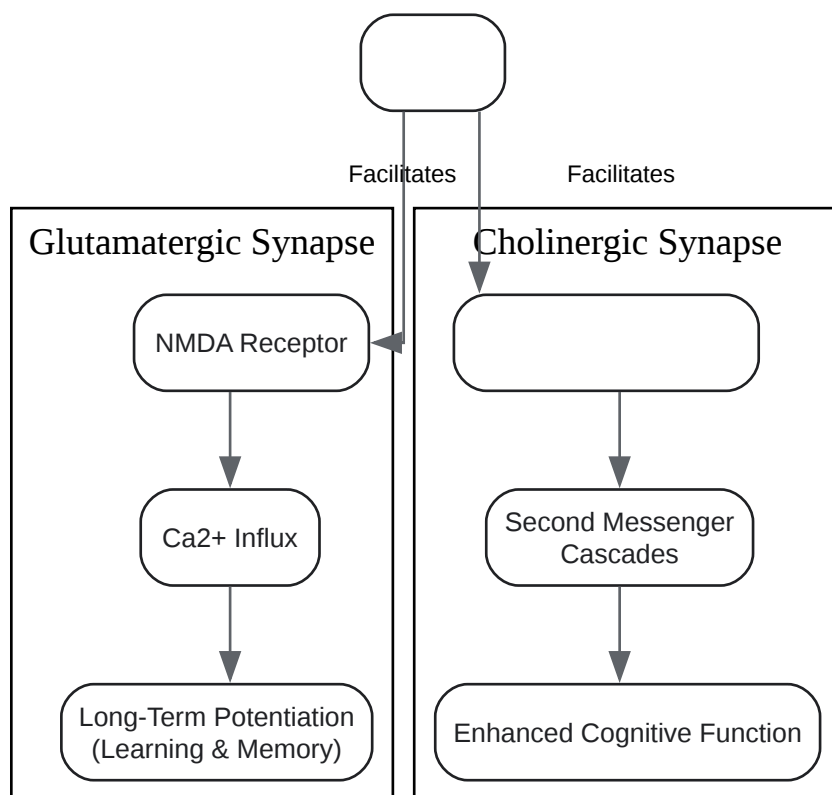 Facilitates
Facilitates
Glutamatergic Synapse
Cholinergic Synapse
NMDA Receptor
Ca2+ Influx
Second Messenger
Cascades
Long-Term Potentiation
(Learning & Memory)
Enhanced Cognitive Function